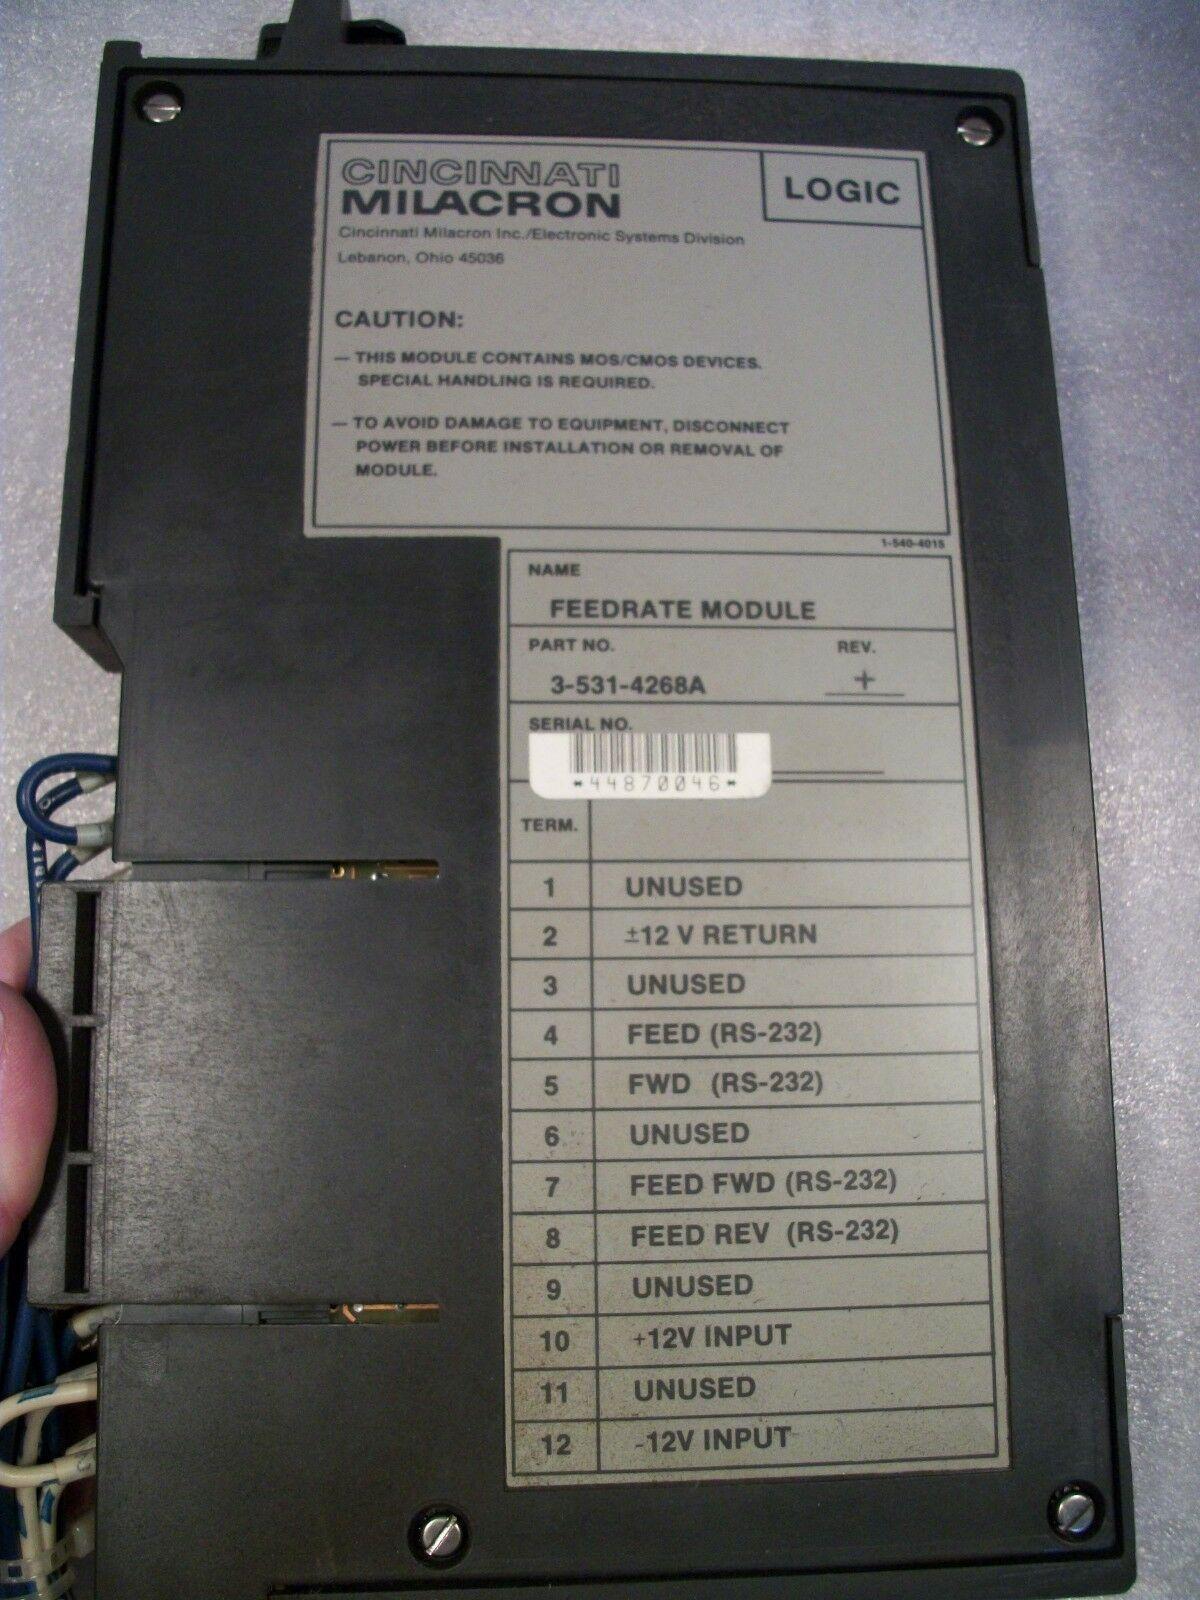 CINCINNATI
MILACRON
LOGIC
Cincinnati Milacron Inc./Electronic Systems Division
Lebanon, Ohio 45036
CAUTION:
— THIS MODULE CONTAINS MOS/CMOS DEVICES.
SPECIAL HANDLING IS REQUIRED.
— TO AVOID DAMAGE TO EQUIPMENT, DISCONNECT
POWER BEFORE INSTALLATION OR REMOVAL OF
MODULE.
1-540-4015
NAME
FEEDRATE MODULE
PART NO. REV.
3-531-4268A +
SERIAL NO.
*44870046*
TERM.
1 UNUSED
2 ±12 V RETURN
3 UNUSED
4 FEED (RS-232)
5 FWD (RS-232)
6 UNUSED
7 FEED FWD (RS-232)
8 FEED REV (RS-232)
9 UNUSED
10 +12V INPUT
11 UNUSED
12 -12V INPUT